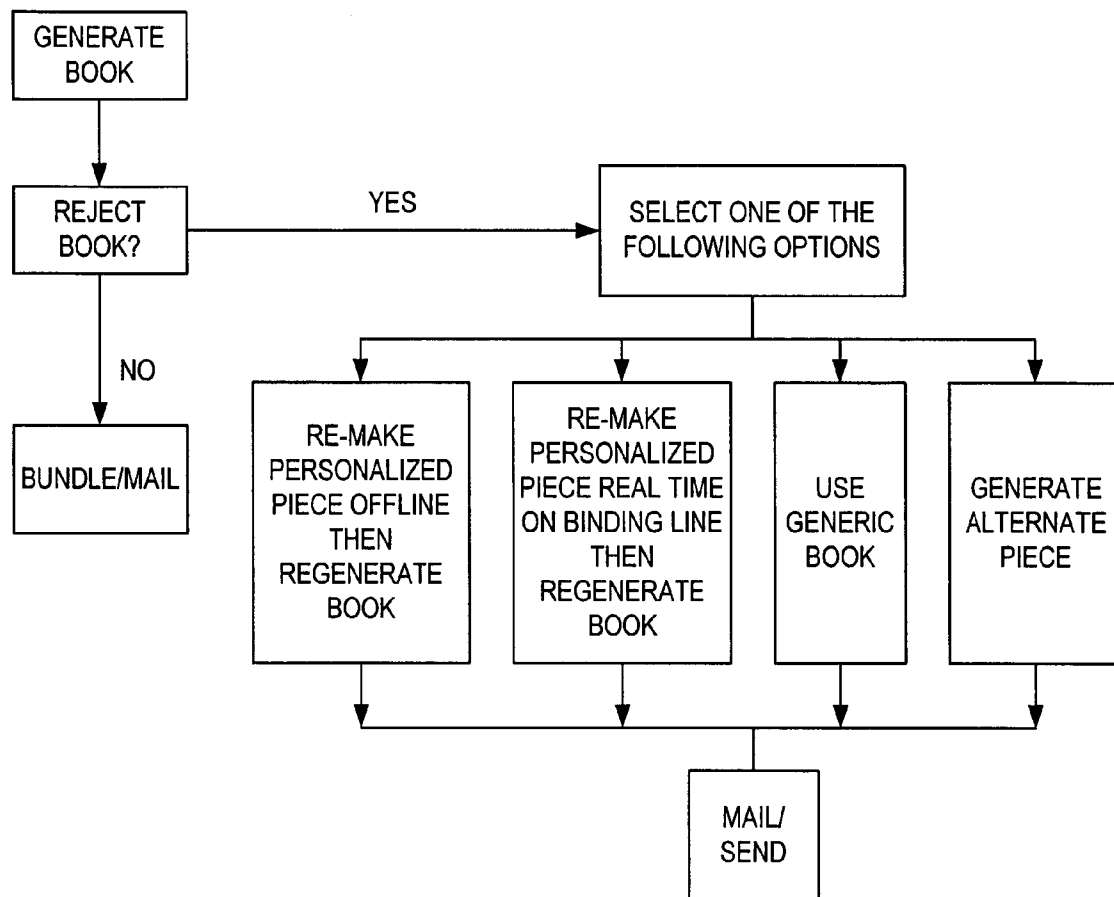 GENERATE
BOOK
REJECT
BOOK?
YES
SELECT ONE OF THE
FOLLOWING OPTIONS
NO
BUNDLE/MAIL
RE-MAKE
PERSONALIZED
PIECE OFFLINE
THEN
REGENERATE
BOOK
RE-MAKE
PERSONALIZED
PIECE REAL TIME
ON BINDING LINE
THEN
REGENERATE
BOOK
USE
GENERIC
BOOK
GENERATE
ALTERNATE
PIECE
MAIL/
SEND